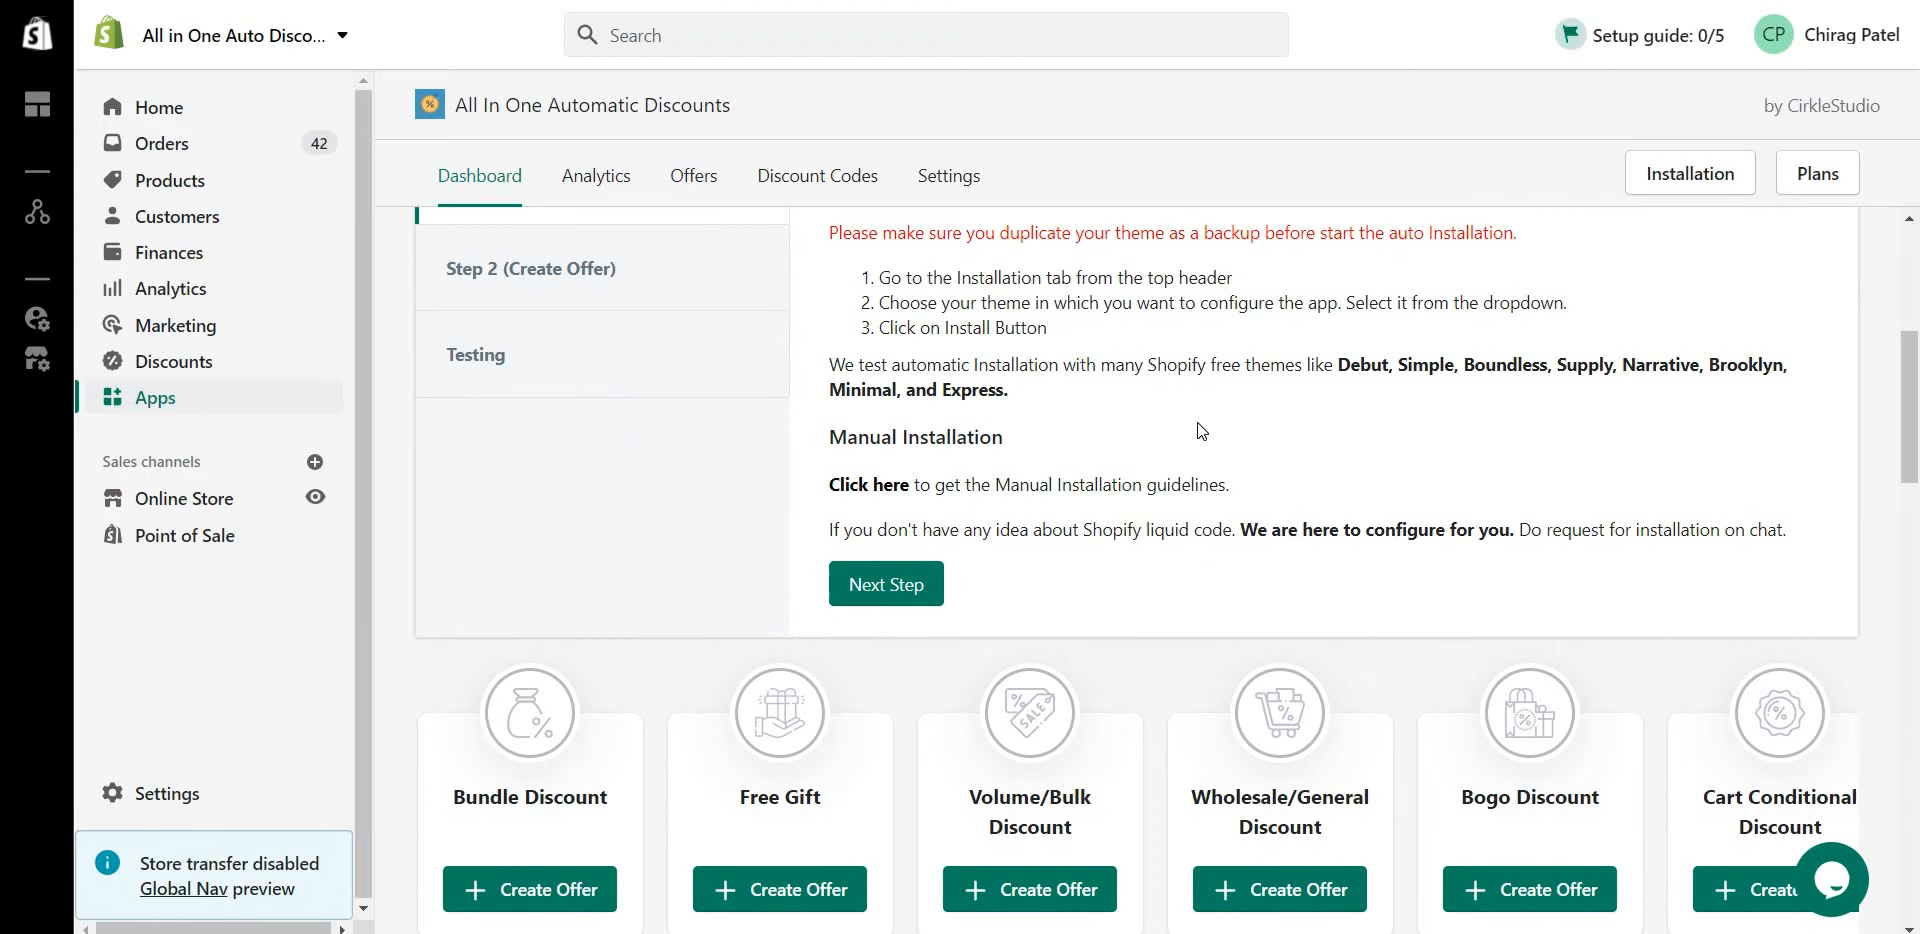 All in One Auto Disco...
Search
Setup guide: 0/5
CP
Chirag Patel
Home
Orders
42
Products
Customers
Finances
Analytics
Marketing
Discounts
Apps
Sales channels
Online Store
Point of Sale
Settings
Store transfer disabled
Global Nav preview
All In One Automatic Discounts
by CirkleStudio
Dashboard
Analytics
Offers
Discount Codes
Settings
Installation
Plans
Step 2 (Create Offer)
Testing
Please make sure you duplicate your theme as a backup before start the auto Installation.
1. Go to the Installation tab from the top header
2. Choose your theme in which you want to configure the app. Select it from the dropdown.
3. Click on Install Button
We test automatic Installation with many Shopify free themes like Debut, Simple, Boundless, Supply, Narrative, Brooklyn,
Minimal, and Express.
Manual Installation
Click here to get the Manual Installation guidelines.
If you don't have any idea about Shopify liquid code. We are here to configure for you. Do request for installation on chat.
Next Step
SALE
Bundle Discount
Free Gift
Volume/Bulk
Discount
Wholesale/General
Discount
Bogo Discount
Cart Conditional
Discount
+ Create Offer
+ Create Offer
+ Create Offer
+ Create Offer
+ Create Offer
+ Creat